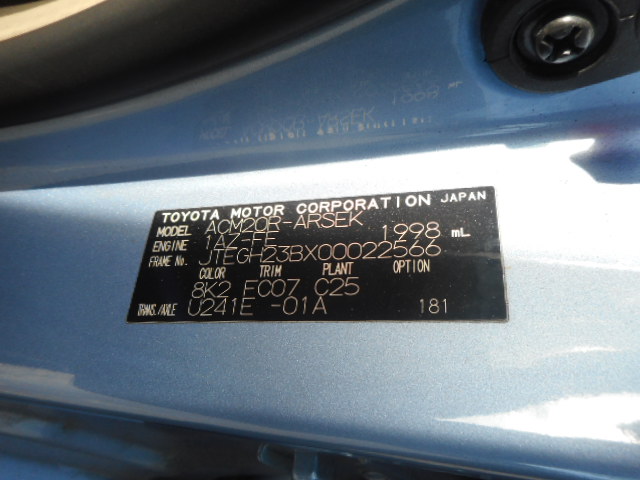 TOYOTA MOTOR CORPORATION JAPAN
MODEL ACM20R-ARSEK
ENGINE 1AZ-FE 1998 mL
FRAME No. JTEGH23BX00022566
COLOR TRIM PLANT OPTION
8K2 FC07 C25
TRANS./AXLE U241E -01A 181